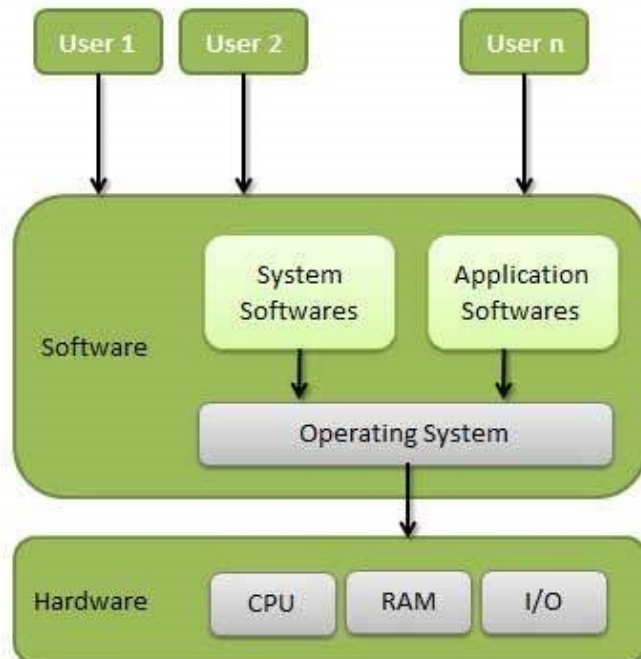 User 1
User 2
User n
System
Softwares
Application
Softwares
Software
Operating System
Hardware
CPU
RAM
I/O